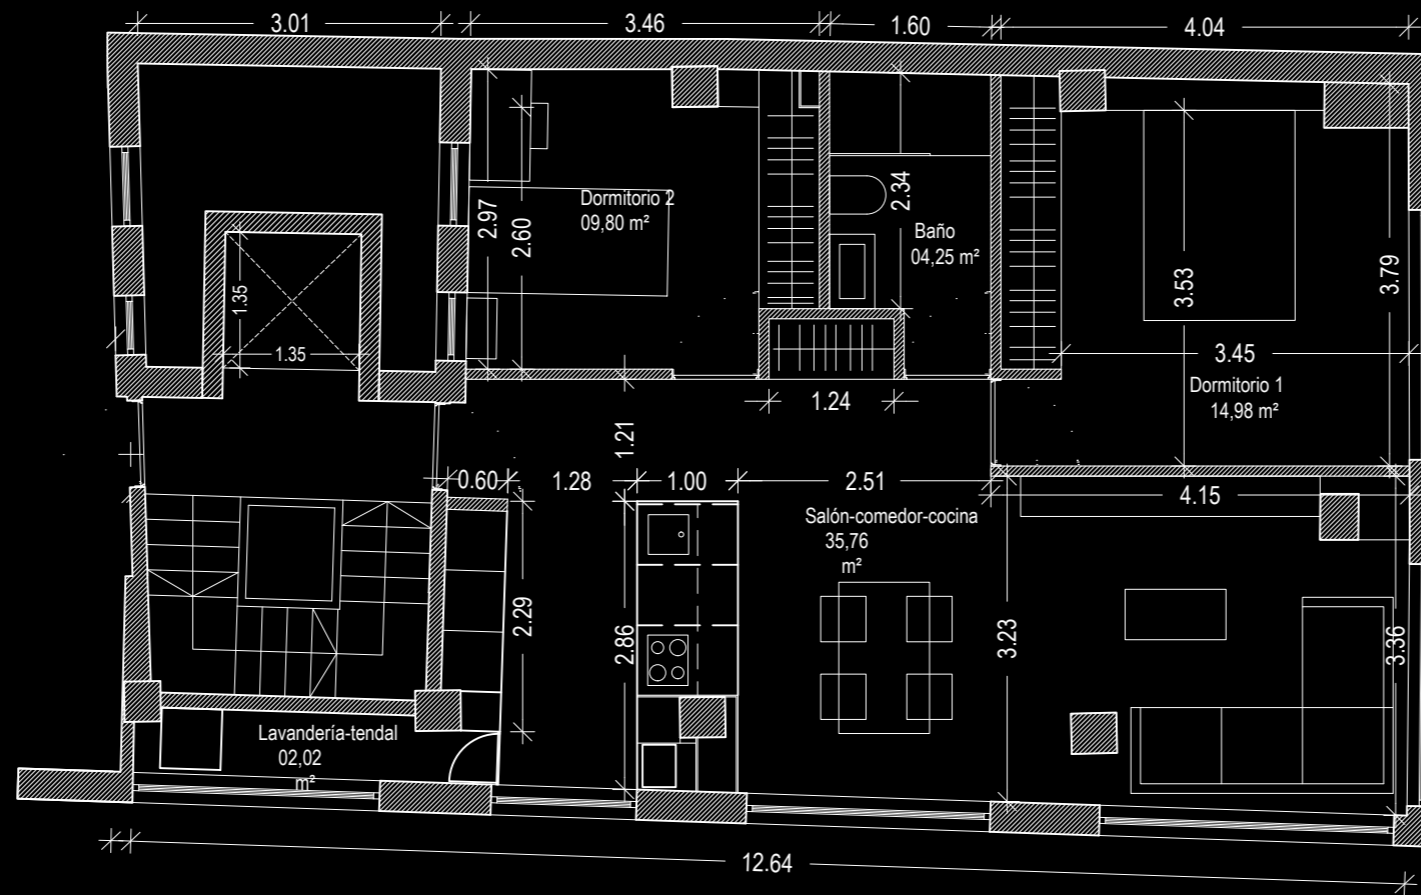 3.01
3.46
1.60
4.04
Dormitorio 2
09,80 m²
2.97
2.60
2.34
Baño
04,25 m²
3.53
3.79
1.35
1.35
3.45
Dormitorio 1
14,98 m²
1.24
1.21
0.60
1.28
1.00
2.51
4.15
Salón-comedor-cocina
35,76
m²
2.29
2.86
3.23
3.36
Lavandería-tendal
02,02
m²
12.64